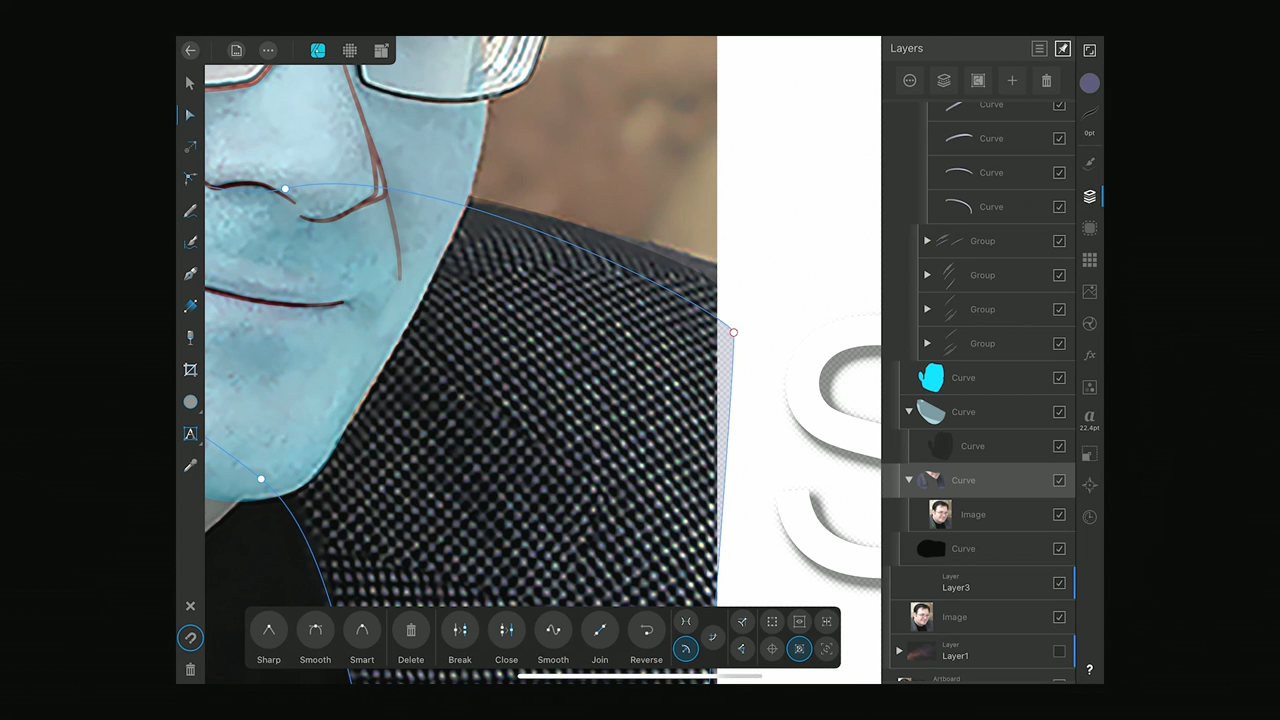 Layers
Curve
Curve
Curve
Curve
Group
Group
Group
Group
Curve
Curve
Curve
Curve
Image
Curve
Layer
Layer3
Image
Layer
Layer1
Artboard
0pt
a
22.4pt
fx
?
A
S
Sharp
Smooth
Smart
Delete
Break
Close
Smooth
Join
Reverse